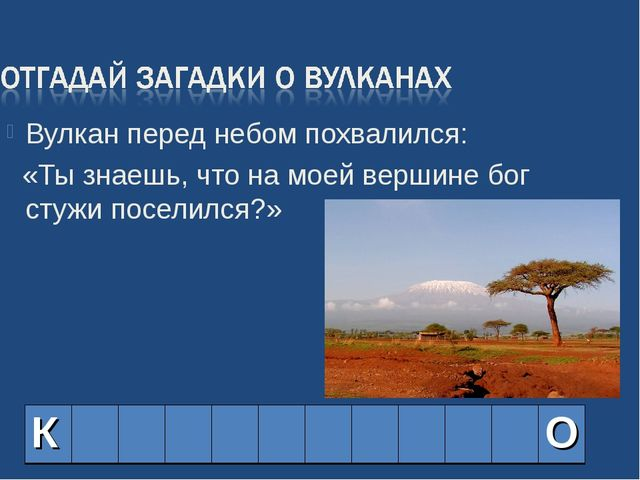 ОТГАДАЙ ЗАГАДКИ О ВУЛКАНАХ
Вулкан перед небом похвалился:
«Ты знаешь, что на моей вершине бог
стужи поселился?»
К О